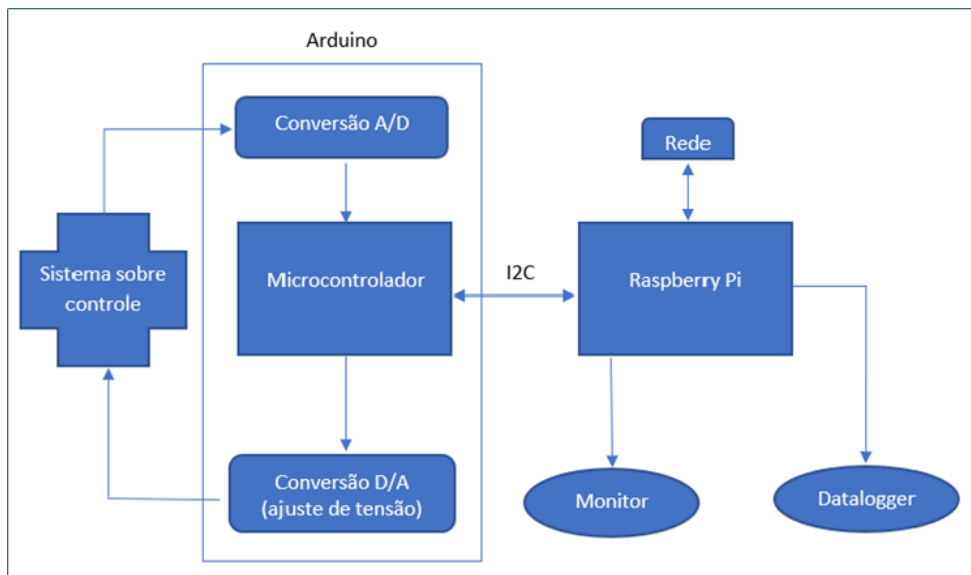 Arduino
Conversão A/D
Rede
Sistema sobre
controle
Microcontrolador
I2C
Raspberry Pi
Conversão D/A
(ajuste de tensão)
Monitor
Datalogger